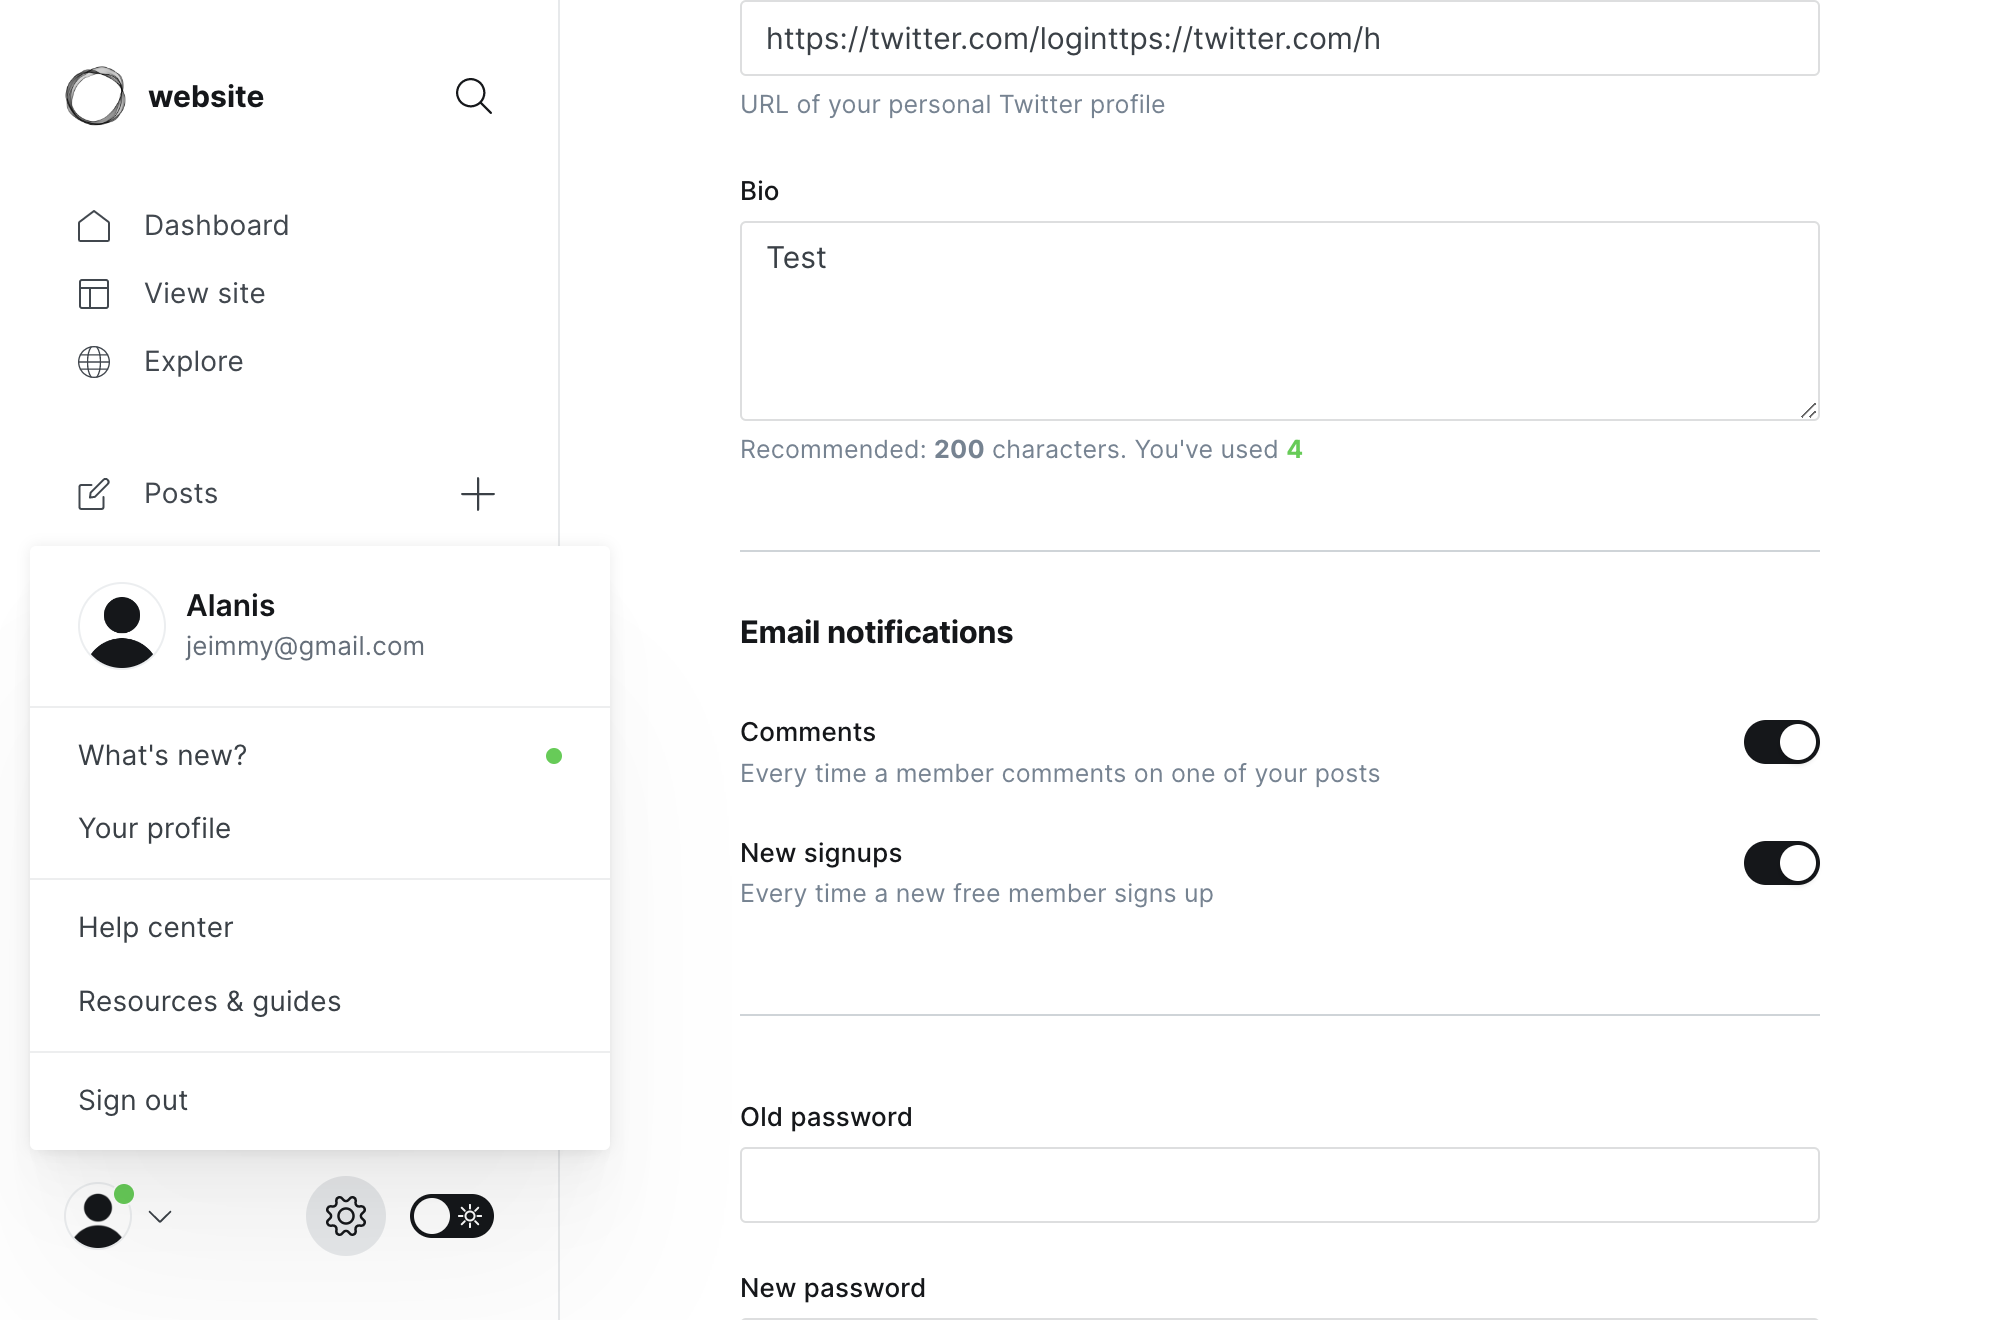 website
Dashboard
View site
Explore
Posts
Alanis
jeimmy@gmail.com
What's new?
Your profile
Help center
Resources & guides
Sign out
https://twitter.com/loginttps://twitter.com/h
URL of your personal Twitter profile
Bio
Test
Recommended: 200 characters. You've used 4
Email notifications
Comments
Every time a member comments on one of your posts
New signups
Every time a new free member signs up
Old password
New password